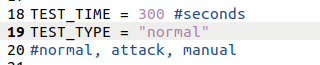 18 TEST_TIME = 300 #seconds
19 TEST_TYPE = "normal"
20 #normal, attack, manual